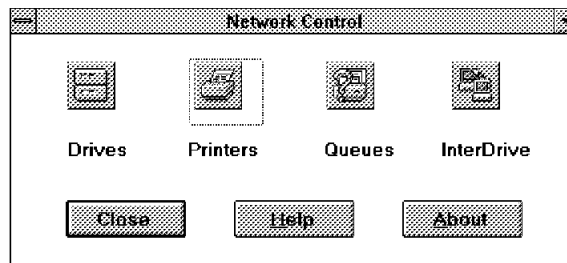 Network Control
Drives Printers Queues InterDrive
Close Help About